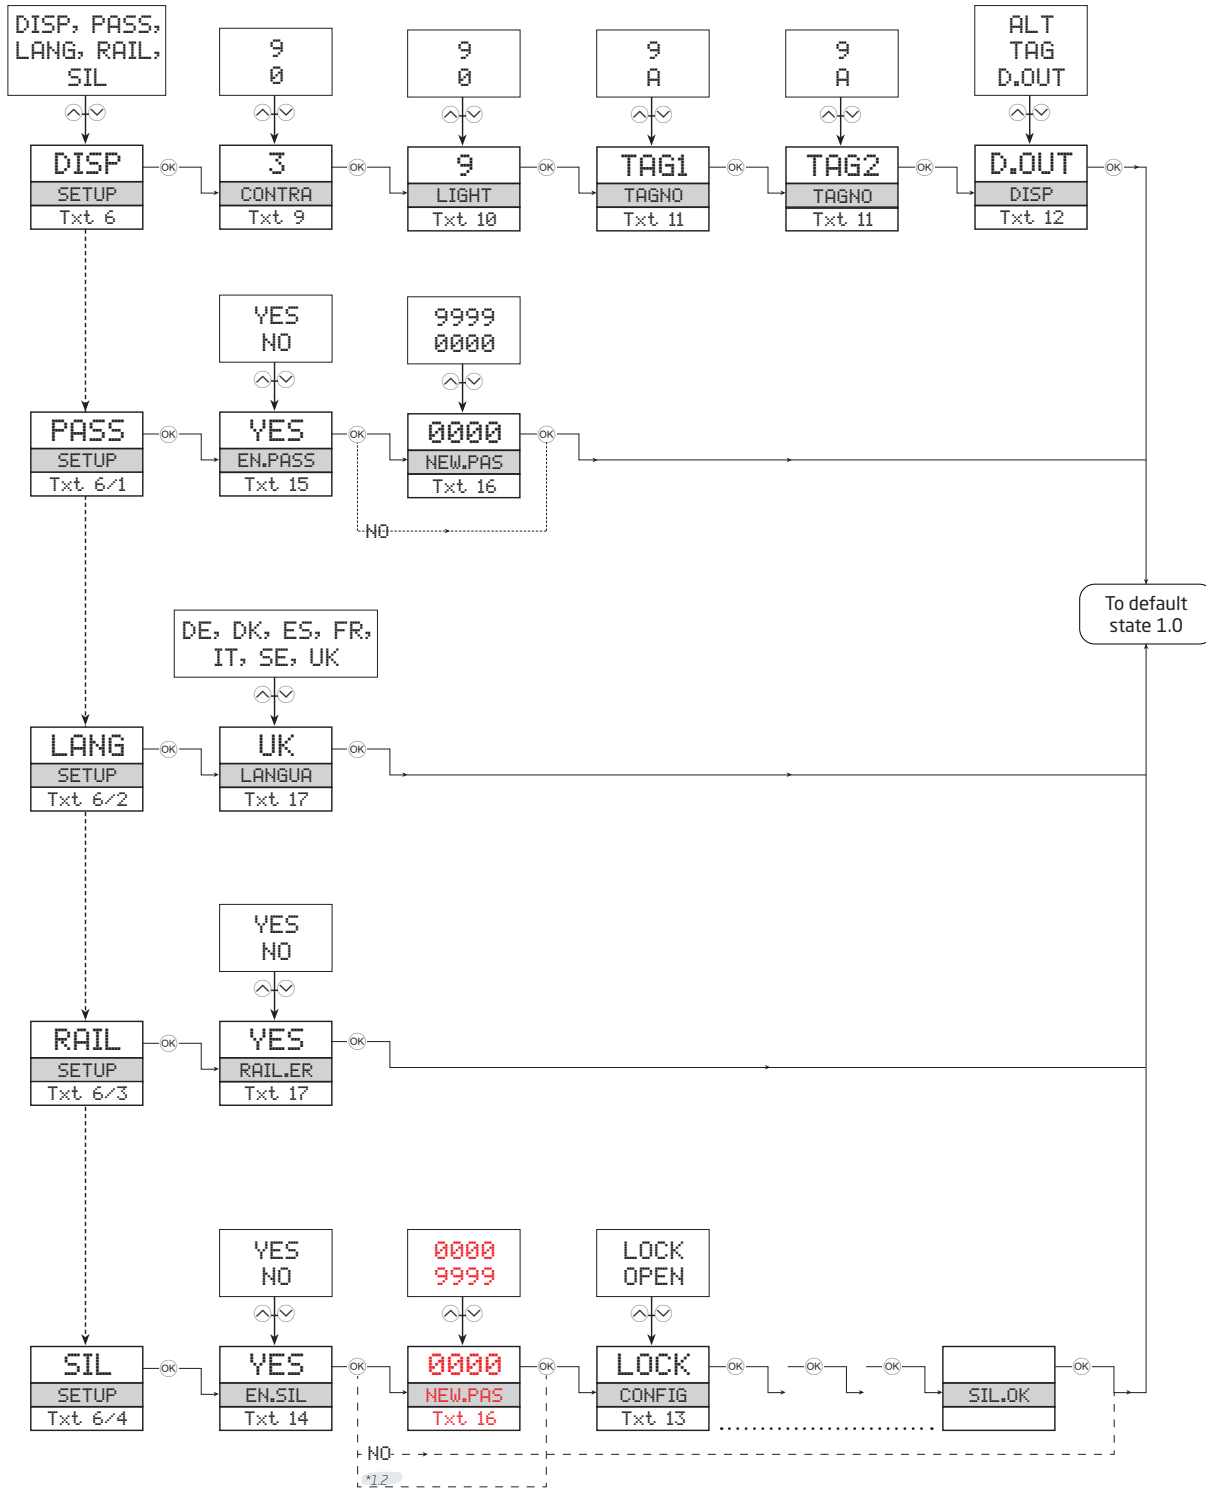 DISP, PASS,
LANG, RAIL,
SIL
9
0
9
0
9
A
9
A
ALT
TAG
D.OUT
DISP
SETUP
Txt 6
OK
3
CONTRA
Txt 9
OK
9
LIGHT
Txt 10
OK
TAG1
TAGNO
Txt 11
OK
TAG2
TAGNO
Txt 11
OK
D.OUT
DISP
Txt 12
OK
YES
NO
9999
0000
PASS
SETUP
Txt 6/1
OK
YES
EN.PASS
Txt 15
OK
0000
NEW.PAS
Txt 16
OK
NO
To default
state 1.0
DE, DK, ES, FR,
IT, SE, UK
LANG
SETUP
Txt 6/2
OK
UK
LANGUA
Txt 17
OK
YES
NO
RAIL
SETUP
Txt 6/3
OK
YES
RAIL.ER
Txt 17
OK
YES
NO
0000
9999
LOCK
OPEN
SIL
SETUP
Txt 6/4
OK
YES
EN.SIL
Txt 14
OK
0000
NEW.PAS
Txt 16
OK
LOCK
CONFIG
Txt 13
OK
OK
OK
SIL.OK
OK
NO
*1.2